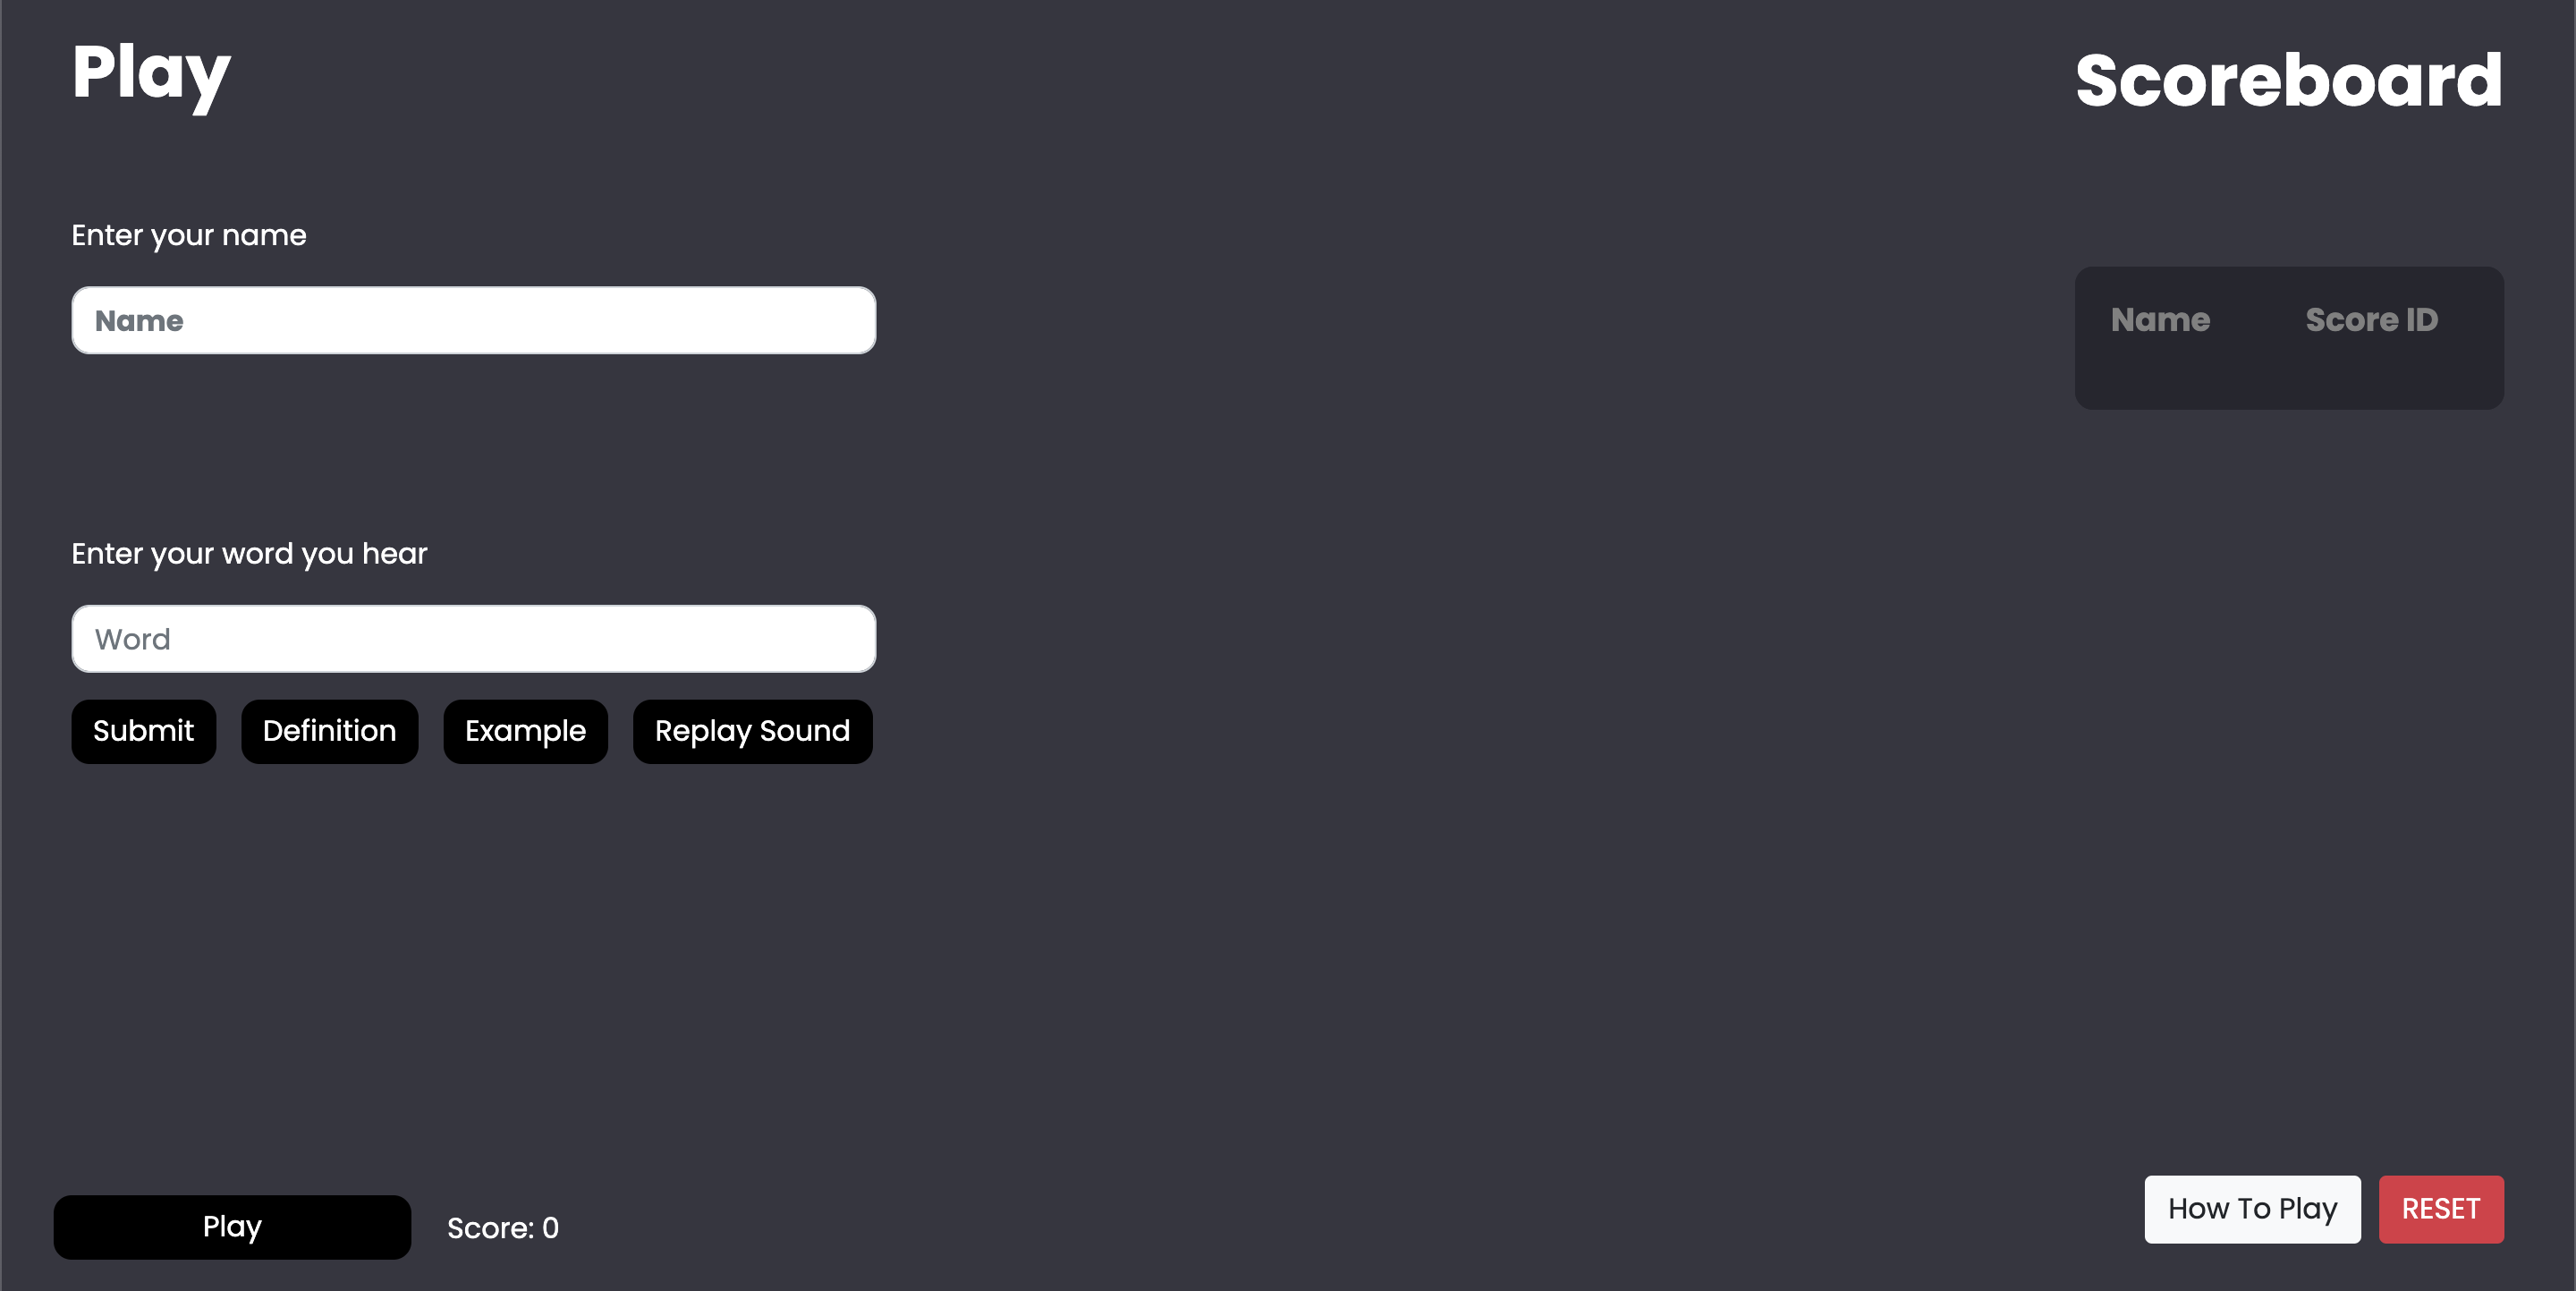 Play
Scoreboard
Enter your name
Name
Name Score ID
Enter your word you hear
Word
Submit Definition Example Replay Sound
Play Score: 0
How To Play RESET